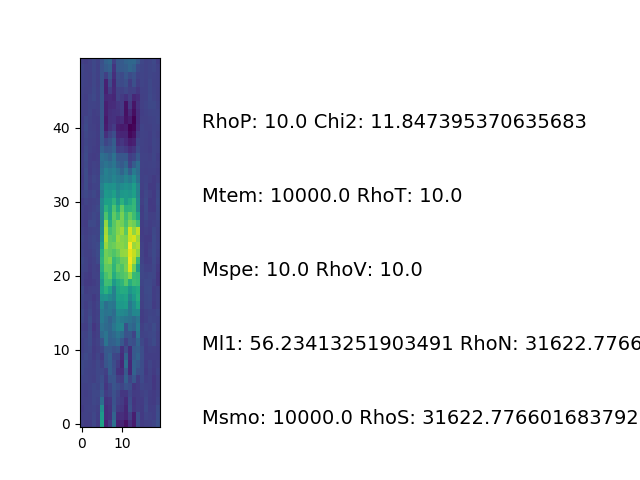 RhoP: 10.0 Chi2: 11.847395370635683
40
Mtem: 10000.0 RhoT: 10.0
30
Mspe: 10.0 RhoV: 10.0
20
Ml1: 56.23413251903491 RhoN: 31622.7766
10
Msmo: 10000.0 RhoS: 31622.776601683792
0
0 10